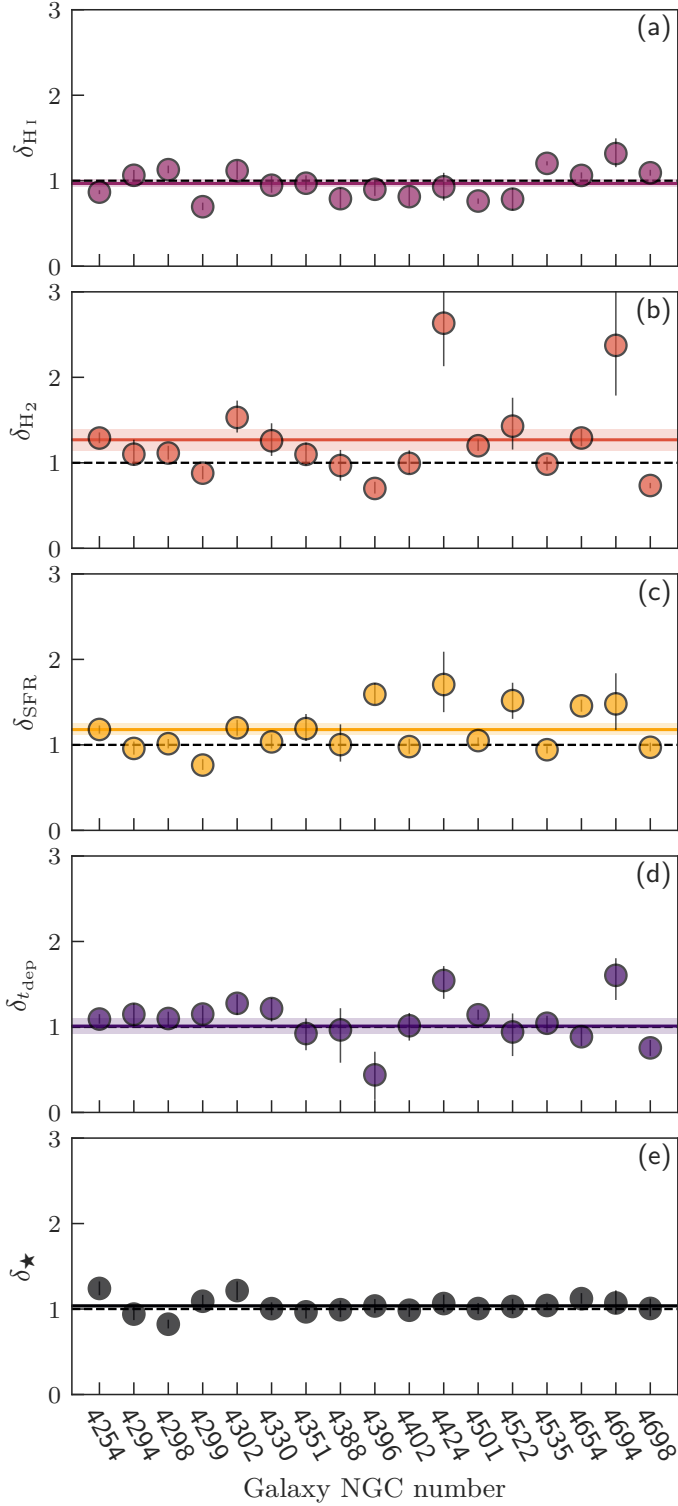 3
(a)
2
δH I
1
0
3
(b)
2
δH2
1
0
3
(c)
2
δSFR
1
0
3
(d)
2
δtdep
1
0
3
(e)
2
δ★
1
0
4254 4294 4298 4299 4302 4330 4351 4388 4396 4402 4424 4501 4522 4535 4654 4694 4698
Galaxy NGC number